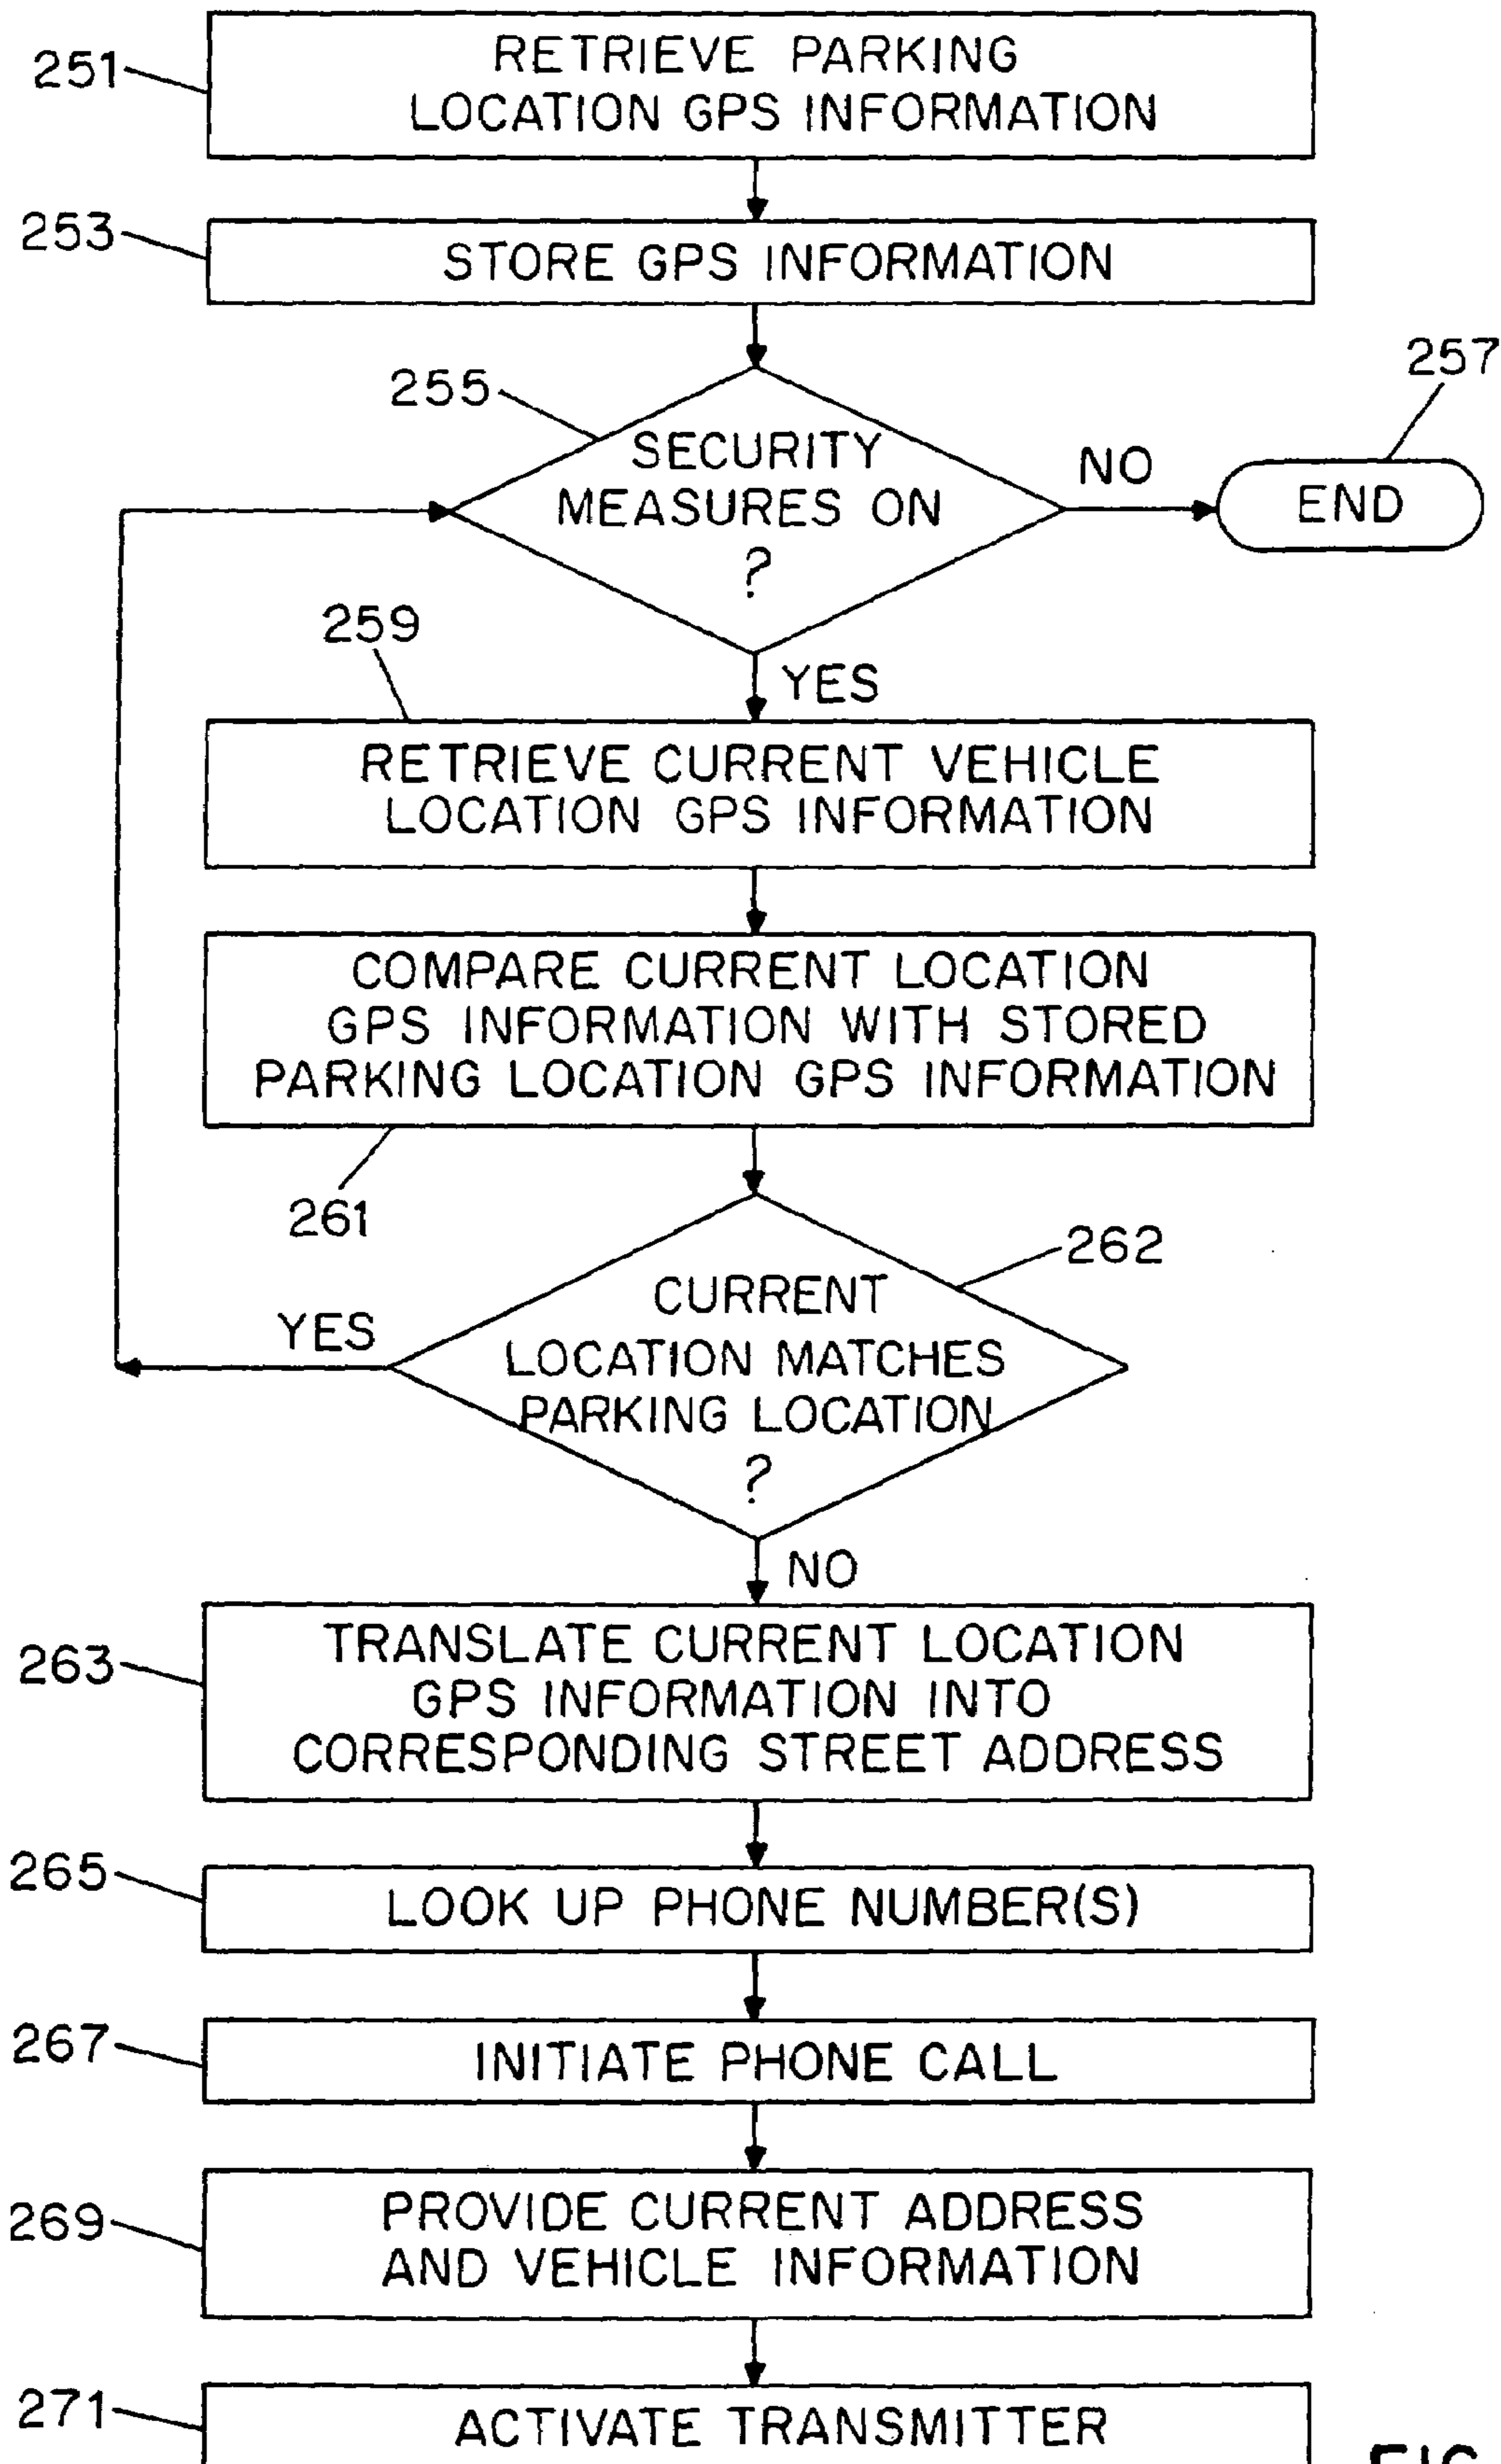 251
RETRIEVE PARKING
LOCATION GPS INFORMATION
253
STORE GPS INFORMATION
255
SECURITY
MEASURES ON
?
NO
257
END
YES
259
RETRIEVE CURRENT VEHICLE
LOCATION GPS INFORMATION
COMPARE CURRENT LOCATION
GPS INFORMATION WITH STORED
PARKING LOCATION GPS INFORMATION
261
262
CURRENT
LOCATION MATCHES
PARKING LOCATION
?
YES
NO
263
TRANSLATE CURRENT LOCATION
GPS INFORMATION INTO
CORRESPONDING STREET ADDRESS
265
LOOK UP PHONE NUMBER(S)
267
INITIATE PHONE CALL
269
PROVIDE CURRENT ADDRESS
AND VEHICLE INFORMATION
271
ACTIVATE TRANSMITTER